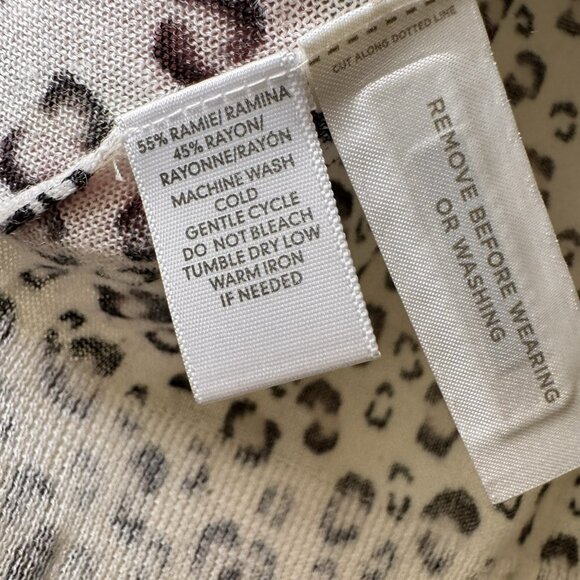 55% RAMIE/ RAMINA
45% RAYON/
RAYONNE/RAYÓN
MACHINE WASH
COLD
GENTLE CYCLE
DO NOT BLEACH
TUMBLE DRY LOW
WARM IRON
IF NEEDED
CUT ALONG DOTTED LINE
REMOVE BEFORE WEARING
OR WASHING